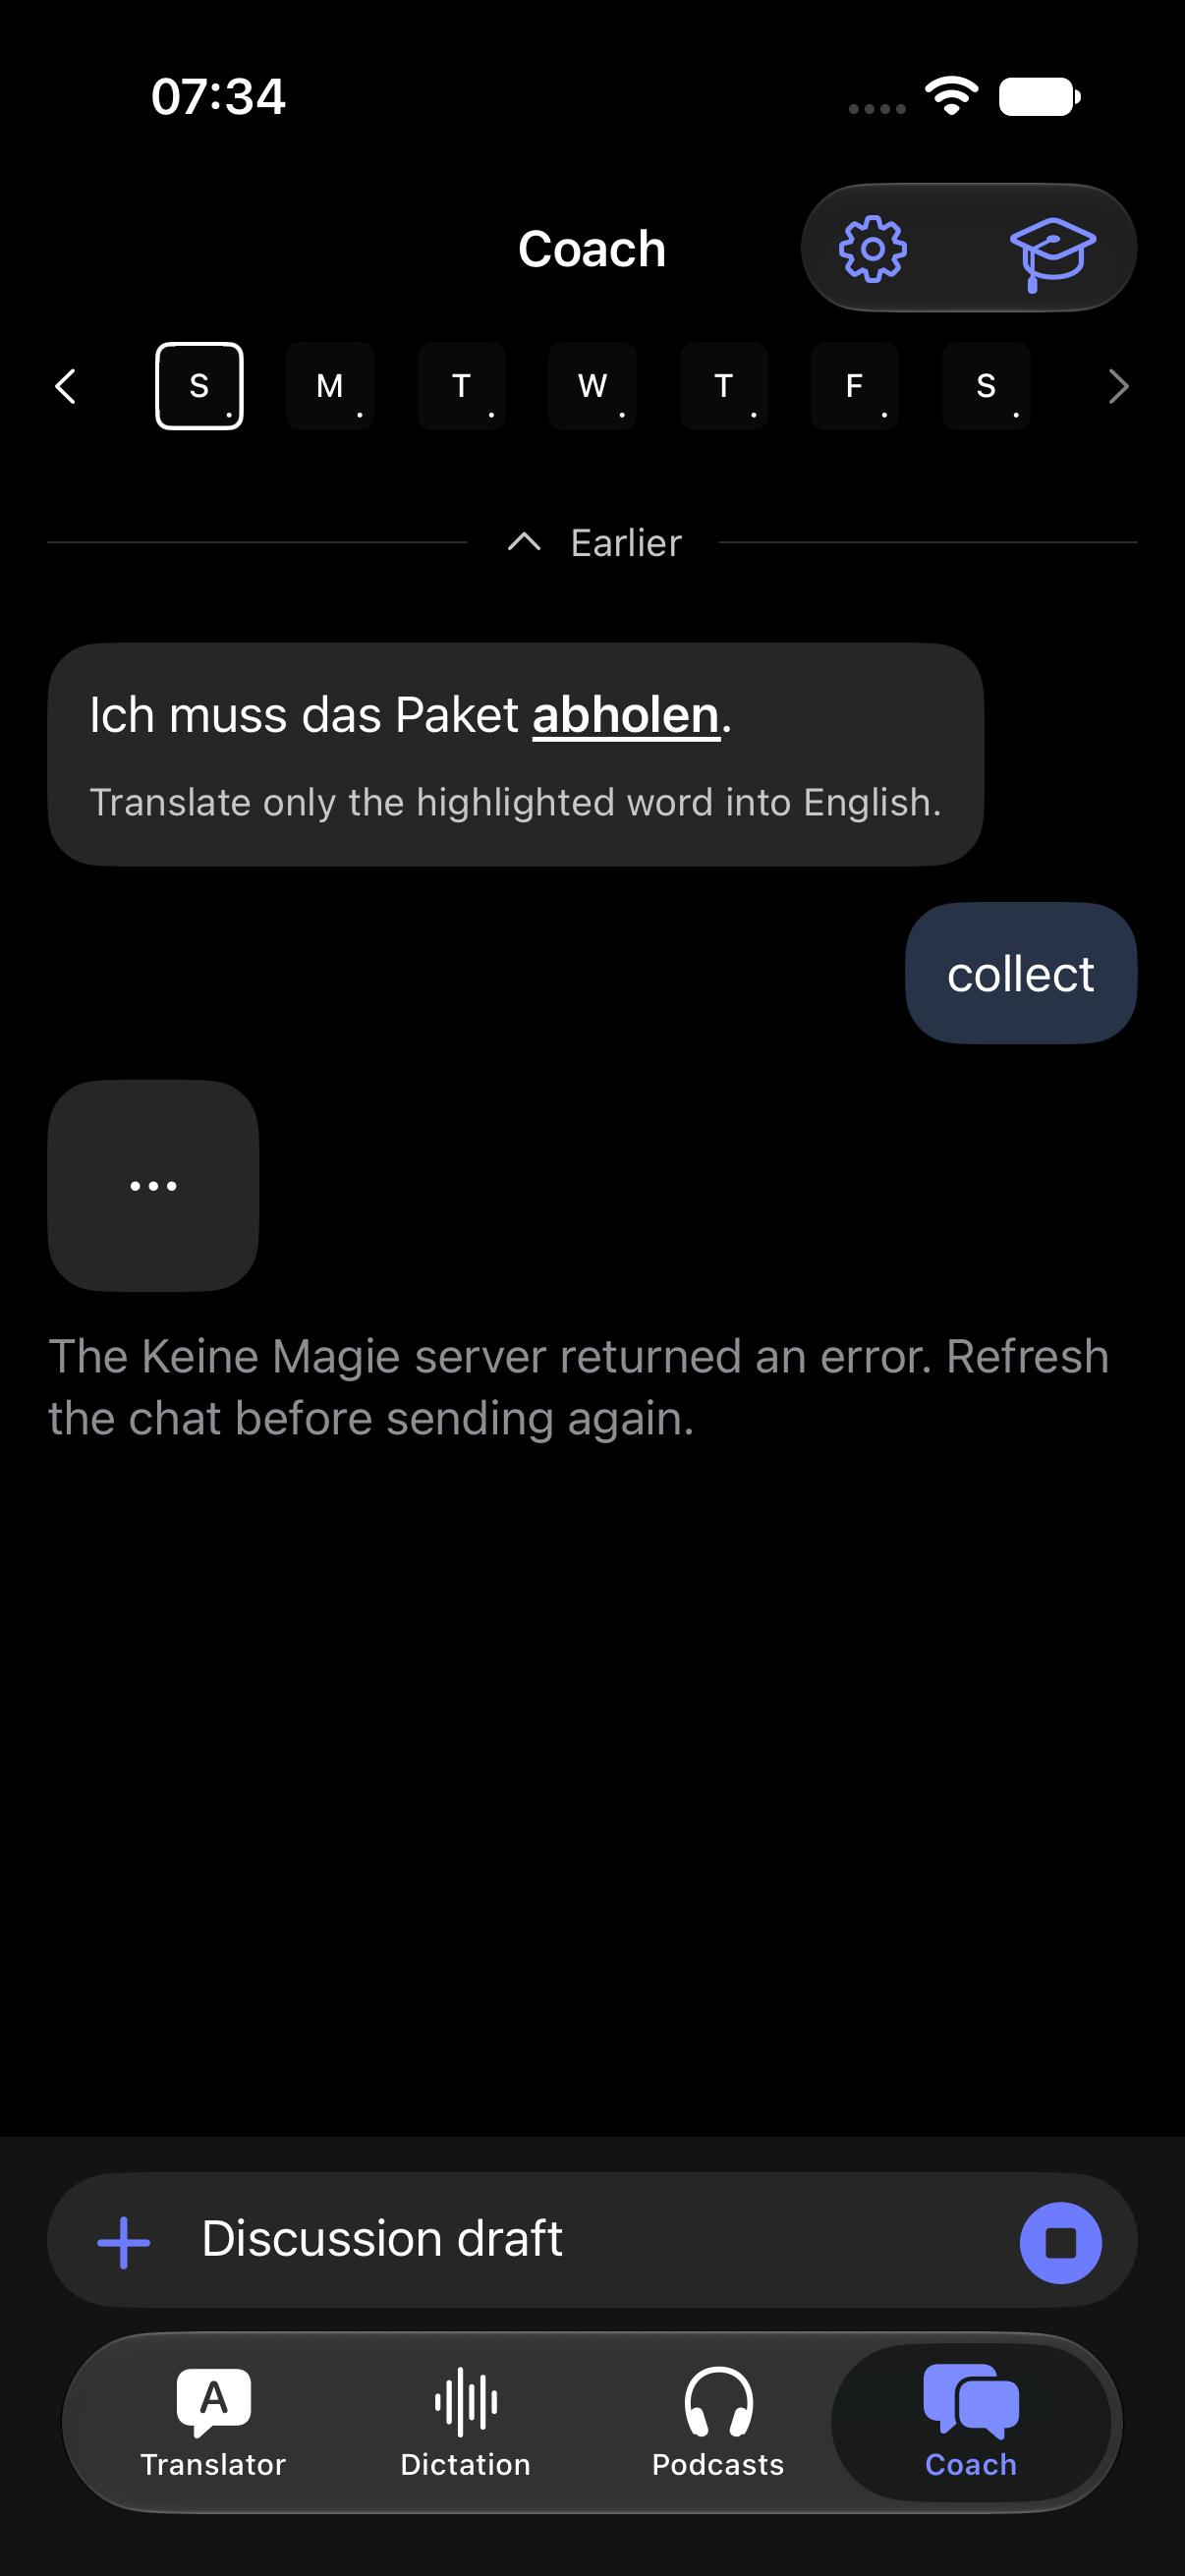 07:34
Coach
S M T W T F S
Earlier
Ich muss das Paket abholen.
Translate only the highlighted word into English.
collect
...
The Keine Magie server returned an error. Refresh
the chat before sending again.
Discussion draft
A
Translator Dictation Podcasts Coach